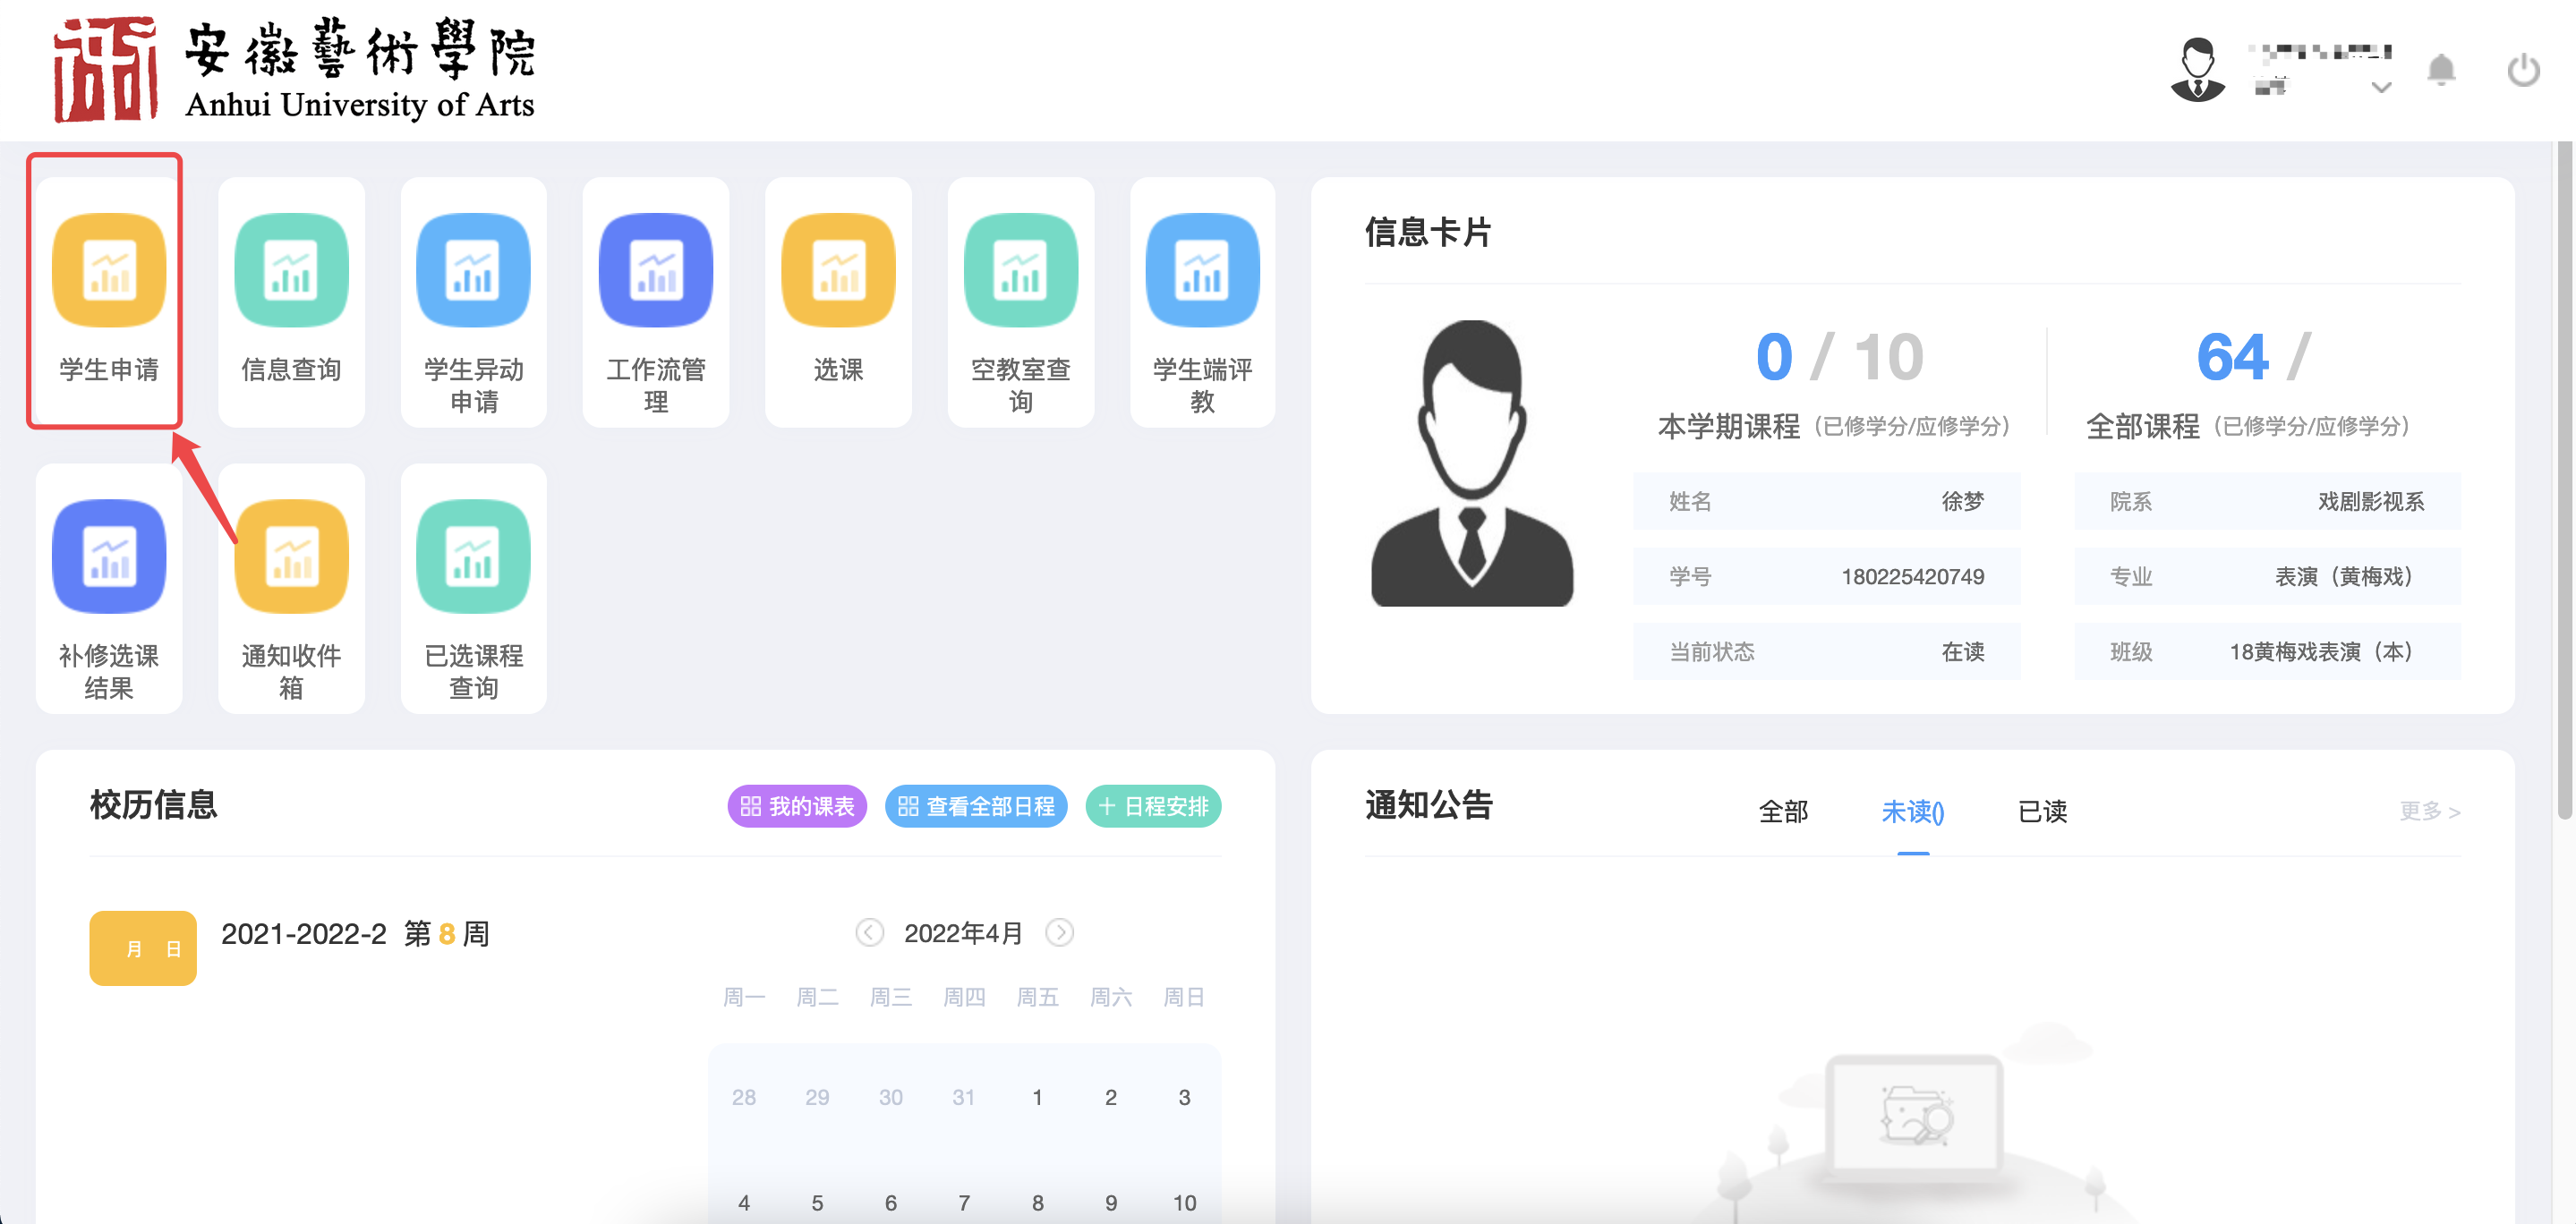 安徽藝術學院
Anhui University of Arts
学生申请
信息查询
学生异动
申请
工作流管
理
选课
空教室查
询
学生端评
教
补修选课
结果
通知收件
箱
已选课程
查询
信息卡片
0 / 10
本学期课程 (已修学分/应修学分)
64 /
全部课程 (已修学分/应修学分)
姓名 徐梦
院系 戏剧影视系
学号 180225420749
专业 表演（黄梅戏）
当前状态 在读
班级 18黄梅戏表演（本）
校历信息
我的课表
查看全部日程
+ 日程安排
月 日
2021-2022-2 第 8 周
2022年4月
周一 周二 周三 周四 周五 周六 周日
28 29 30 31 1 2 3
4 5 6 7 8 9 10
通知公告
全部
未读()
已读
更多 >